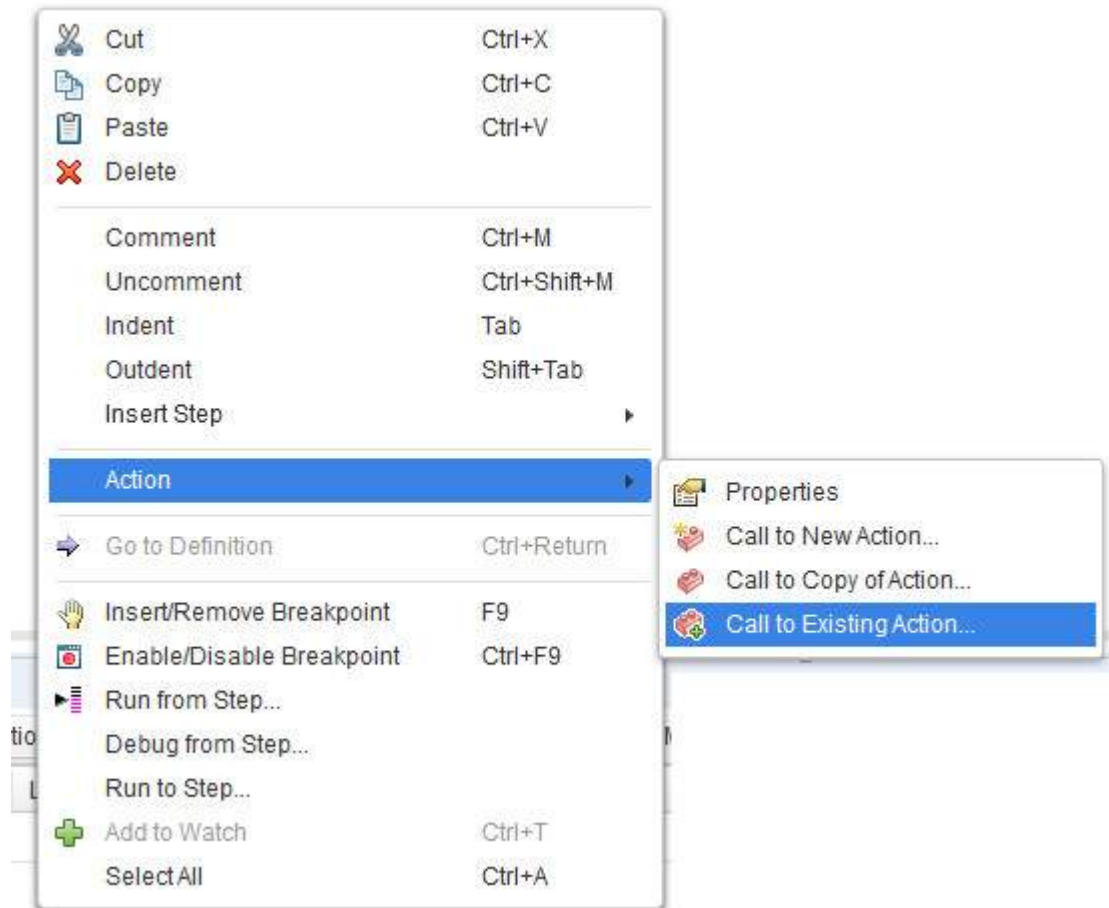 Cut Ctrl+X
Copy Ctrl+C
Paste Ctrl+V
Delete
Comment Ctrl+M
Uncomment Ctrl+Shift+M
Indent Tab
Outdent Shift+Tab
Insert Step
Action
Properties
Call to New Action...
Call to Copy of Action...
Call to Existing Action...
Go to Definition Ctrl+Return
Insert/Remove Breakpoint F9
Enable/Disable Breakpoint Ctrl+F9
Run from Step...
Debug from Step...
Run to Step...
Add to Watch Ctrl+T
Select All Ctrl+A